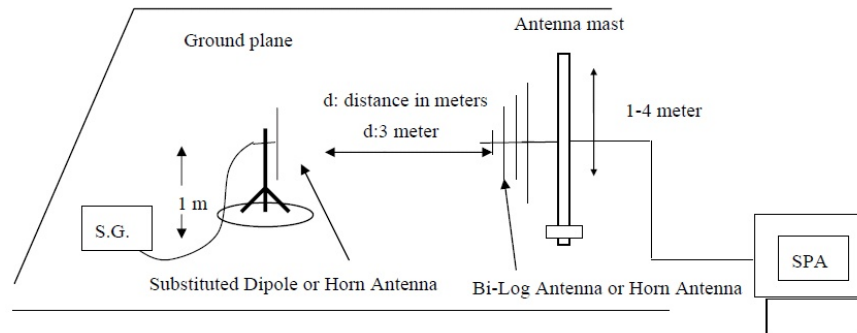 Antenna mast
Ground plane
d: distance in meters
d:3 meter
1-4 meter
1 m
S.G.
SPA
Substituted Dipole or Horn Antenna
Bi-Log Antenna or Horn Antenna